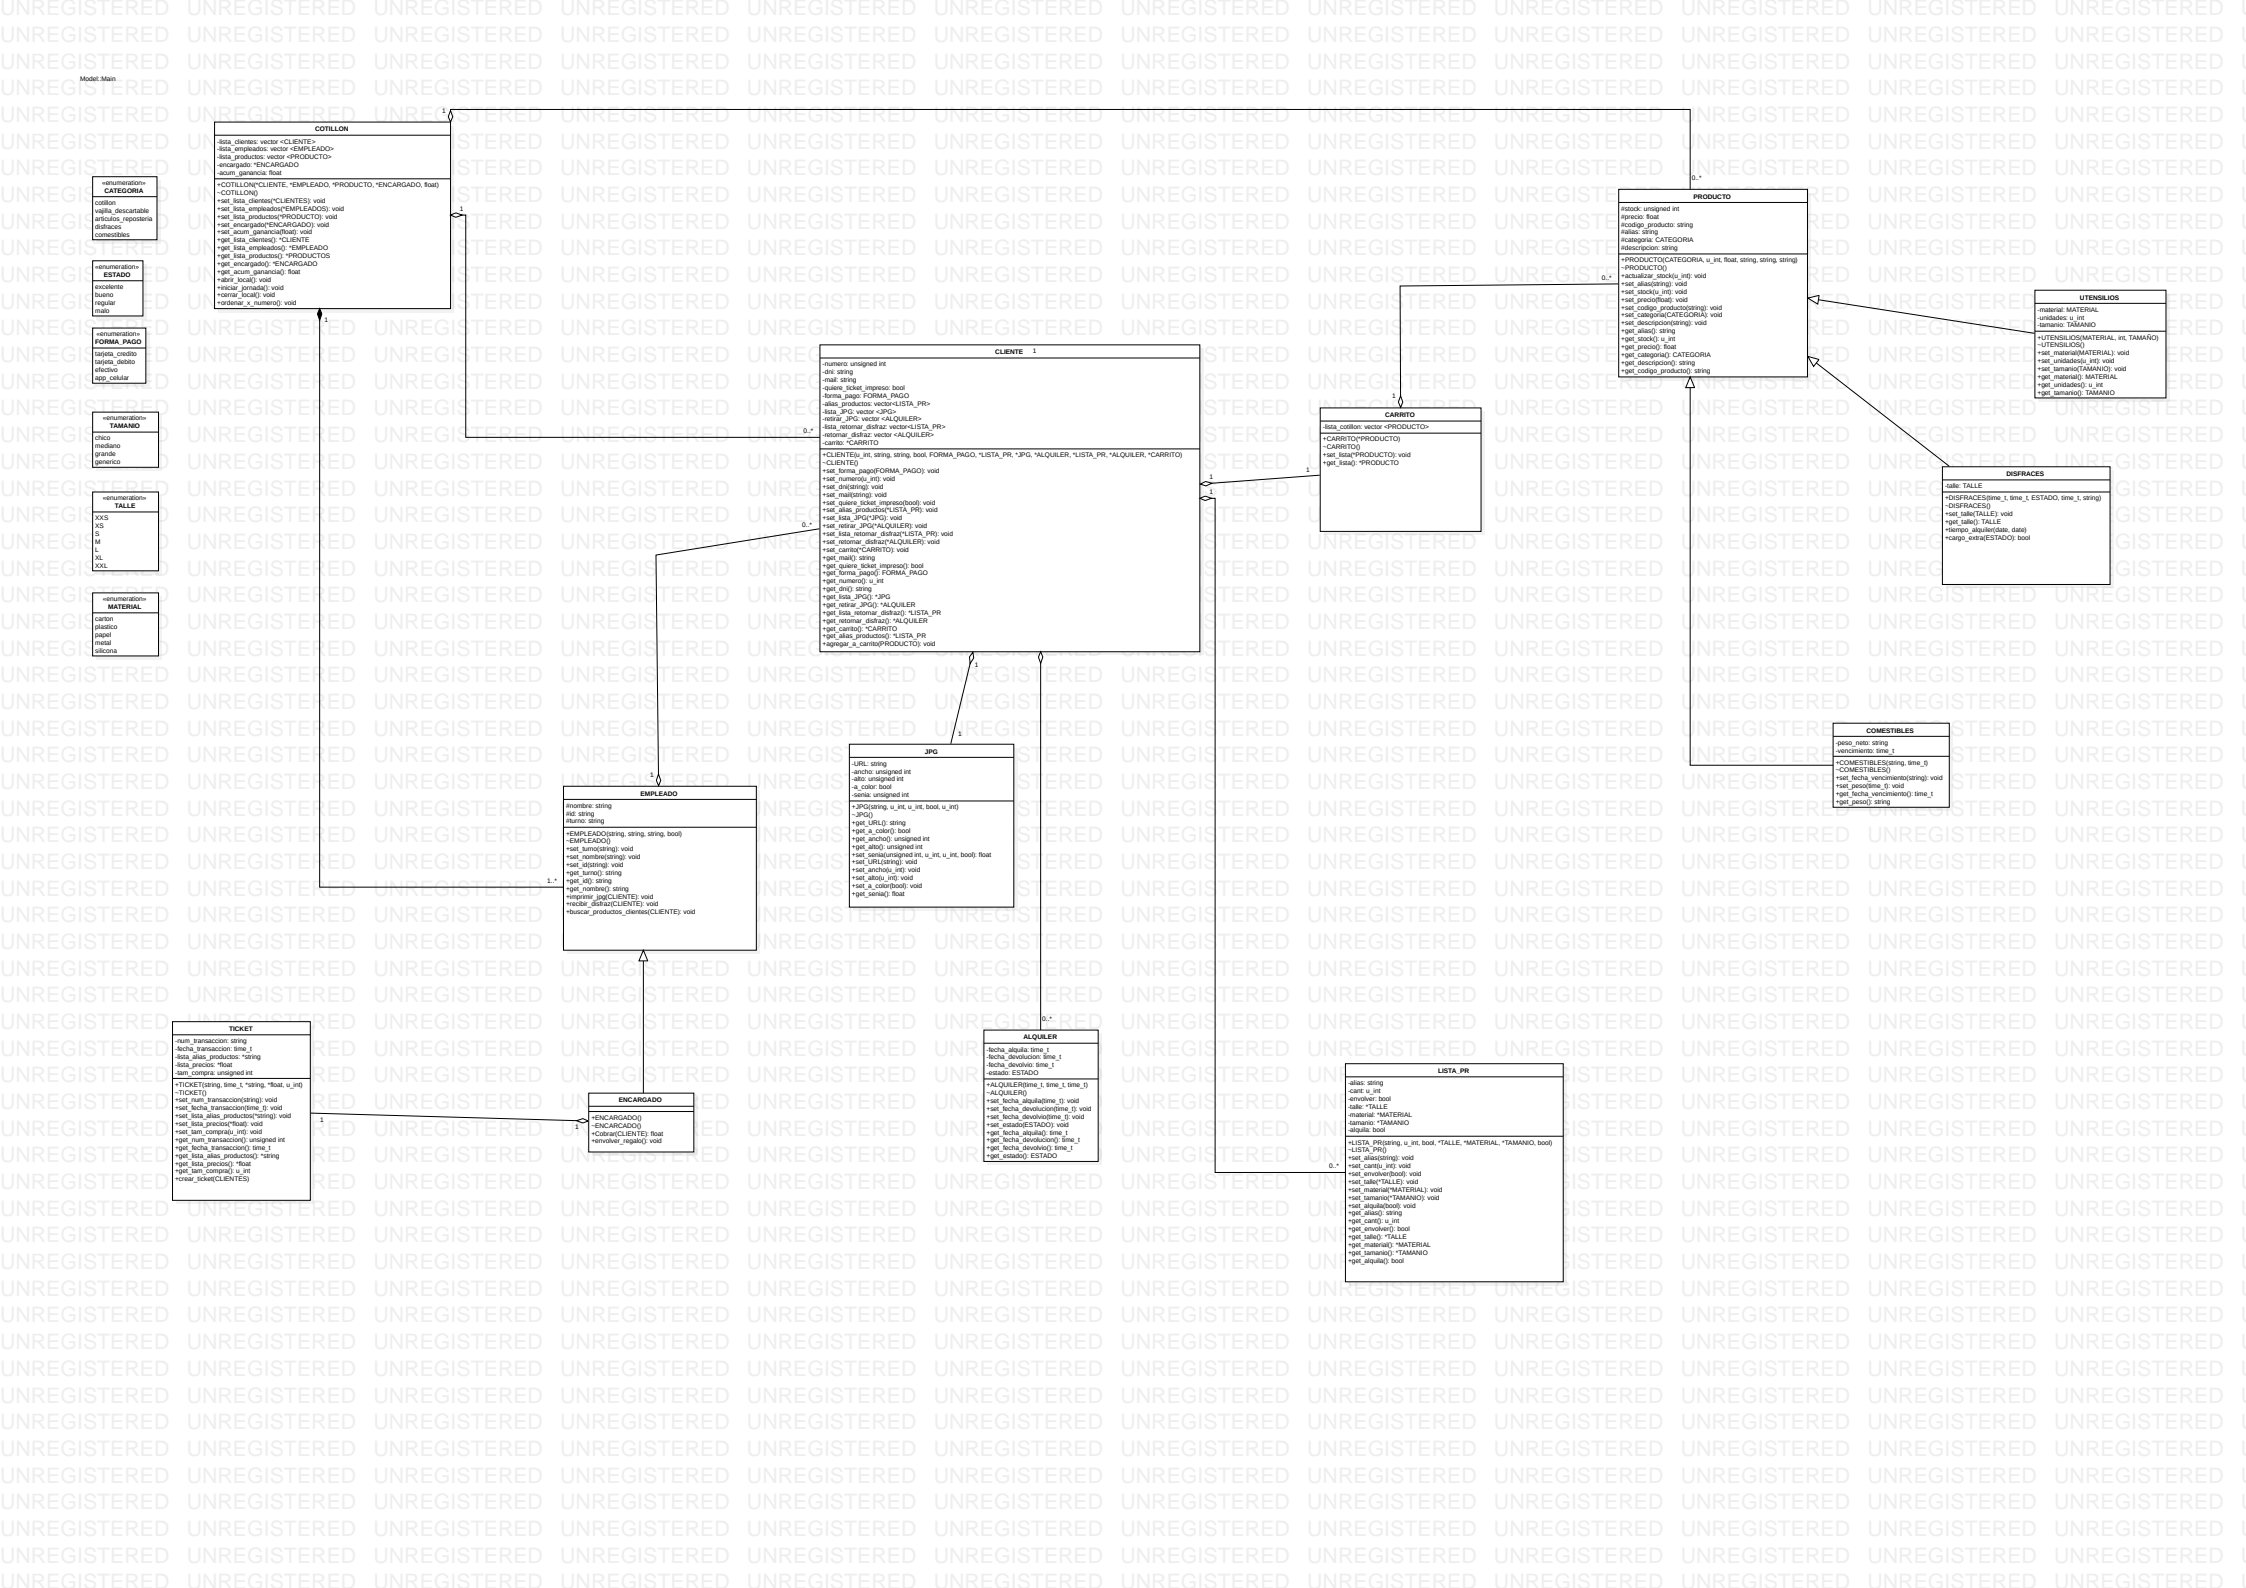 Model::Main
COTILLON
-lista_clientes: vector <CLIENTE>
-lista_empleados: vector <EMPLEADO>
-lista_productos: vector <PRODUCTO>
-encargado: *ENCARGADO
-acum_ganancia: float
+COTILLON(*CLIENTE, *EMPLEADO, *PRODUCTO, *ENCARGADO, float)
~COTILLON()
+set_lista_clientes(*CLIENTES): void
+set_lista_empleados(*EMPLEADOS): void
+set_lista_productos(*PRODUCTO): void
+set_encargado(*ENCARGADO): void
+set_acum_ganancia(float): void
+get_lista_clientes(): *CLIENTE
+get_lista_empleados(): *EMPLEADO
+get_lista_productos(): *PRODUCTOS
+get_encargado(): *ENCARGADO
+get_acum_ganancia(): float
+abrir_local(): void
+iniciar_jornada(): void
+cerrar_local(): void
+ordenar_x_numero(): void
1
1
1
«enumeration»
CATEGORIA
cotillon
vajilla_descartable
articulos_reposteria
disfraces
comestibles
«enumeration»
ESTADO
excelente
bueno
regular
malo
«enumeration»
FORMA_PAGO
tarjeta_credito
tarjeta_debito
efectivo
app_celular
«enumeration»
TAMANIO
chico
mediano
grande
generico
«enumeration»
TALLE
XXS
XS
S
M
L
XL
XXL
«enumeration»
MATERIAL
carton
plastico
papel
metal
silicona
0..*
PRODUCTO
#stock: unsigned int
#precio: float
#codigo_producto: string
#alias: string
#categoria: CATEGORIA
#descripcion: string
+PRODUCTO(CATEGORIA, u_int, float, string, string, string)
~PRODUCTO()
+actualizar_stock(u_int): void
+set_alias(string): void
+set_stock(u_int): void
+set_precio(float): void
+set_codigo_producto(string): void
+set_categoria(CATEGORIA): void
+set_descripcion(string): void
+get_alias(): string
+get_stock(): u_int
+get_precio(): float
+get_categoria(): CATEGORIA
+get_descripcion(): string
+get_codigo_producto(): string
0..*
UTENSILIOS
-material: MATERIAL
-unidades: u_int
-tamanio: TAMANIO
+UTENSILIOS(MATERIAL, int, TAMAÑO)
~UTENSILIOS()
+set_material(MATERIAL): void
+set_unidades(u_int): void
+set_tamanio(TAMANIO): void
+get_material(): MATERIAL
+get_unidades(): u_int
+get_tamanio(): TAMANIO
CLIENTE 1
-numero: unsigned int
-dni: string
-mail: string
-quiere_ticket_impreso: bool
-forma_pago: FORMA_PAGO
-alias_productos: vector<LISTA_PR>
-lista_JPG: vector <JPG>
-retirar_JPG: vector <ALQUILER>
-lista_retornar_disfraz: vector<LISTA_PR>
-retornar_disfraz: vector <ALQUILER>
-carrito: *CARRITO
+CLIENTE(u_int, string, string, bool, FORMA_PAGO, *LISTA_PR, *JPG, *ALQUILER, *LISTA_PR, *ALQUILER, *CARRITO)
~CLIENTE()
+set_forma_pago(FORMA_PAGO): void
+set_numero(u_int): void
+set_dni(string): void
+set_mail(string): void
+set_quiere_ticket_impreso(bool): void
+set_alias_productos(*LISTA_PR): void
+set_lista_JPG(*JPG): void
+set_retirar_JPG(*ALQUILER): void
+set_lista_retornar_disfraz(*LISTA_PR): void
+set_retornar_disfraz(*ALQUILER): void
+set_carrito(*CARRITO): void
+get_mail(): string
+get_quiere_ticket_impreso(): bool
+get_forma_pago(): FORMA_PAGO
+get_numero(): u_int
+get_dni(): string
+get_lista_JPG(): *JPG
+get_retirar_JPG(): *ALQUILER
+get_lista_retornar_disfraz(): *LISTA_PR
+get_retornar_disfraz(): *ALQUILER
+get_carrito(): *CARRITO
+get_alias_productos(): *LISTA_PR
+agregar_a_carrito(PRODUCTO): void
0..*
0..*
1
1
1
1
1
CARRITO
-lista_cotillon: vector <PRODUCTO>
+CARRITO(*PRODUCTO)
~CARRITO()
+set_lista(*PRODUCTO): void
+get_lista(): *PRODUCTO
DISFRACES
-talle: TALLE
+DISFRACES(time_t, time_t, ESTADO, time_t, string)
~DISFRACES()
+set_talle(TALLE): void
+get_talle(): TALLE
+tiempo_alquiler(date, date)
+cargo_extra(ESTADO): bool
COMESTIBLES
-peso_neto: string
-vencimiento: time_t
+COMESTIBLES(string, time_t)
~COMESTIBLES()
+set_fecha_vencimiento(string): void
+set_peso(time_t): void
+get_fecha_vencimiento(): time_t
+get_peso(): string
1
JPG
-URL: string
-ancho: unsigned int
-alto: unsigned int
-a_color: bool
-senia: unsigned int
+JPG(string, u_int, u_int, bool, u_int)
~JPG()
+get_URL(): string
+get_a_color(): bool
+get_ancho(): unsigned int
+get_alto(): unsigned int
+set_senia(unsigned int, u_int, u_int, bool): float
+set_URL(string): void
+set_ancho(u_int): void
+set_alto(u_int): void
+set_a_color(bool): void
+get_senia(): float
1
1..*
EMPLEADO
#nombre: string
#id: string
#turno: string
+EMPLEADO(string, string, string, bool)
~EMPLEADO()
+set_turno(string): void
+set_nombre(string): void
+set_id(string): void
+get_turno(): string
+get_id(): string
+get_nombre(): string
+imprimir_jpg(CLIENTE): void
+recibir_disfraz(CLIENTE): void
+buscar_productos_clientes(CLIENTE): void
TICKET
-num_transaccion: string
-fecha_transaccion: time_t
-lista_alias_productos: *string
-lista_precios: *float
-tam_compra: unsigned int
+TICKET(string, time_t, *string, *float, u_int)
~TICKET()
+set_num_transaccion(string): void
+set_fecha_transaccion(time_t): void
+set_lista_alias_productos(*string): void
+set_lista_precios(*float): void
+set_tam_compra(u_int): void
+get_num_transaccion(): unsigned int
+get_fecha_transaccion(): time_t
+get_lista_alias_productos(): *string
+get_lista_precios(): *float
+get_tam_compra(): u_int
+crear_ticket(CLIENTES)
1
1
ENCARGADO
+ENCARGADO()
~ENCARCADO()
+Cobrar(CLIENTE): float
+envolver_regalo(): void
0..*
ALQUILER
-fecha_alquila: time_t
-fecha_devolucion: time_t
-fecha_devolvio: time_t
-estado: ESTADO
+ALQUILER(time_t, time_t, time_t)
~ALQUILER()
+set_fecha_alquila(time_t): void
+set_fecha_devolucion(time_t): void
+set_fecha_devolvio(time_t): void
+set_estado(ESTADO): void
+get_fecha_alquila(): time_t
+get_fecha_devolucion(): time_t
+get_fecha_devolvio(): time_t
+get_estado(): ESTADO
0..*
LISTA_PR
-alias: string
-cant: u_int
-envolver: bool
-talle: *TALLE
-material: *MATERIAL
-tamanio: *TAMANIO
-alquila: bool
+LISTA_PR(string, u_int, bool, *TALLE, *MATERIAL, *TAMANIO, bool)
~LISTA_PR()
+set_alias(string): void
+set_cant(u_int): void
+set_envolver(bool): void
+set_talle(*TALLE): void
+set_material(*MATERIAL): void
+set_tamanio(*TAMANIO): void
+set_alquila(bool): void
+get_alias(): string
+get_cant(): u_int
+get_envolver(): bool
+get_talle(): *TALLE
+get_material(): *MATERIAL
+get_tamanio(): *TAMANIO
+get_alquila(): bool
UNREGISTERED